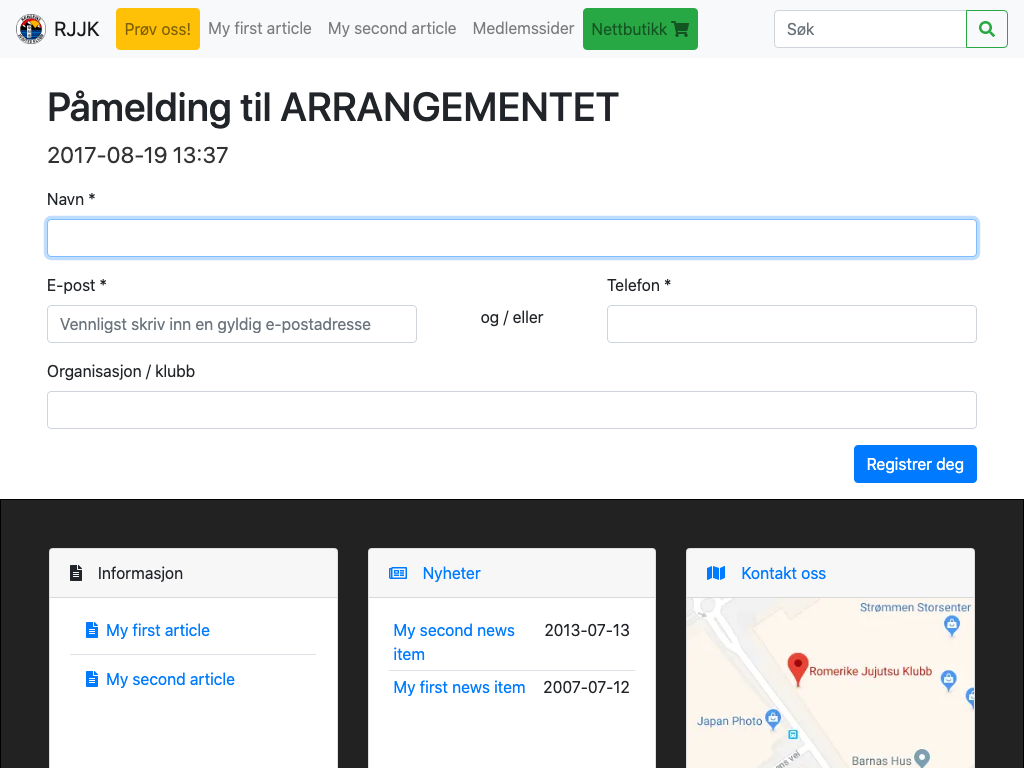 RJJK Prøv oss! My first article My second article Medlemssider Nettbutikk Søk
Påmelding til ARRANGEMENTET
2017-08-19 13:37
Navn *
E-post * Telefon *
Vennligst skriv inn en gyldig e-postadresse og / eller
Organisasjon / klubb
Registrer deg
Informasjon
My first article
My second article
Nyheter
My second news item 2013-07-13
My first news item 2007-07-12
Kontakt oss
Strømmen Storsenter
Romerike Jujutsu Klubb
Japan Photo
Barnas Hus